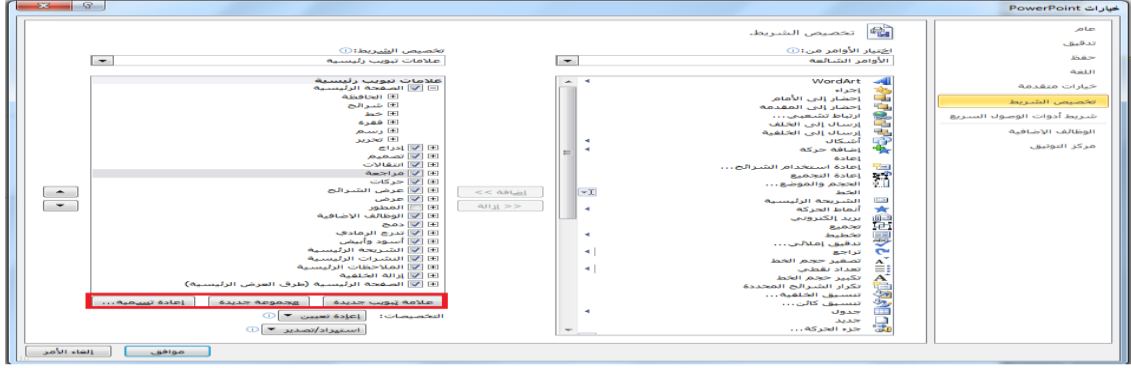 خيارات PowerPoint
عام
تدقيق
حفظ
اللغة
خيارات متقدمة
تخصيص الشريط
شريط أدوات الوصول السريع
الوظائف الإضافية
مركز التوثيق
تخصيص الشريط.
اختيار الأوامر من:
الأوامر الشائعة
WordArt
إجراء
إحضار إلى الأمام
إحضار إلى المقدمة
ارتباط تشعبي...
إرسال إلى الخلف
إرسال إلى الخلفية
أشكال
إضافة حركة
إعادة
إعادة استخدام الشرائح...
إعادة التجميع
الحجم والموضع...
الخط
الشريحة الرئيسية
أنماط الحركة
بريد إلكتروني
تجميع
تخطيط
تدقيق إملائي...
تراجع
تصغير حجم الخط
تعداد نقطي
تكبير حجم الخط
تكرار الشرائح المحددة
تنسيق الخلفية...
تنسيق كائن...
جدول
جديد
جزء الحركة...
إضافة >>
<< إزالة
تخصيص الشريط:
علامات تبويب رئيسية
علامات تبويب رئيسية
الصفحة الرئيسية
الحافظة
شرائح
خط
فقرة
رسم
تحرير
إدراج
تصميم
انتقالات
مراجعة
حركات
عرض الشرائح
عرض
المطور
الوظائف الإضافية
دمج
تدرج الرمادي
أسود وأبيض
الشريحة الرئيسية
النشرات الرئيسية
الملاحظات الرئيسية
إزالة الخلفية
الصفحة الرئيسية (طرف العرض الرئيسية)
علامة تبويب جديدة
مجموعة جديدة
إعادة تسمية...
التخصيصات:
إعادة تعيين
استيراد/تصدير
موافق
إلغاء الأمر